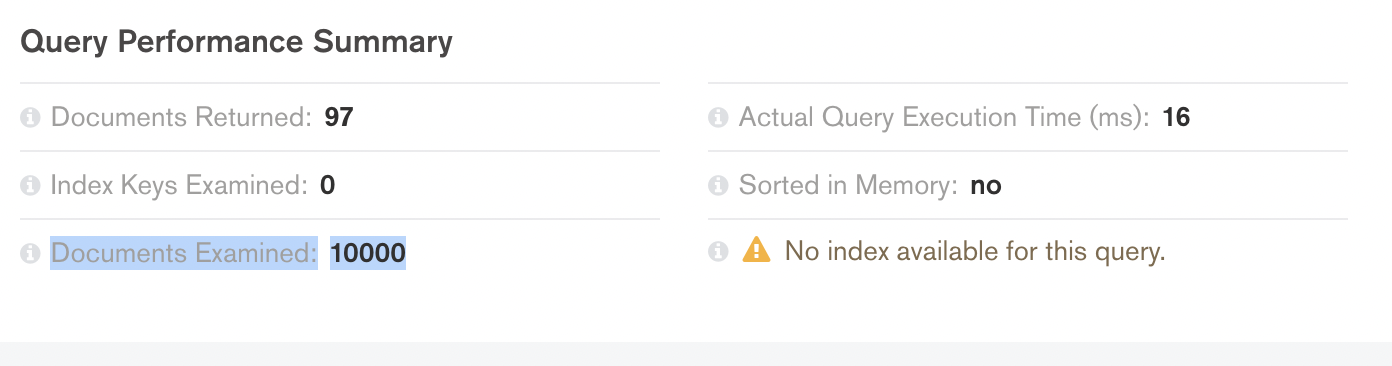 Query Performance Summary
Documents Returned: 97
Actual Query Execution Time (ms): 16
Index Keys Examined: 0
Sorted in Memory: no
Documents Examined: 10000
No index available for this query.